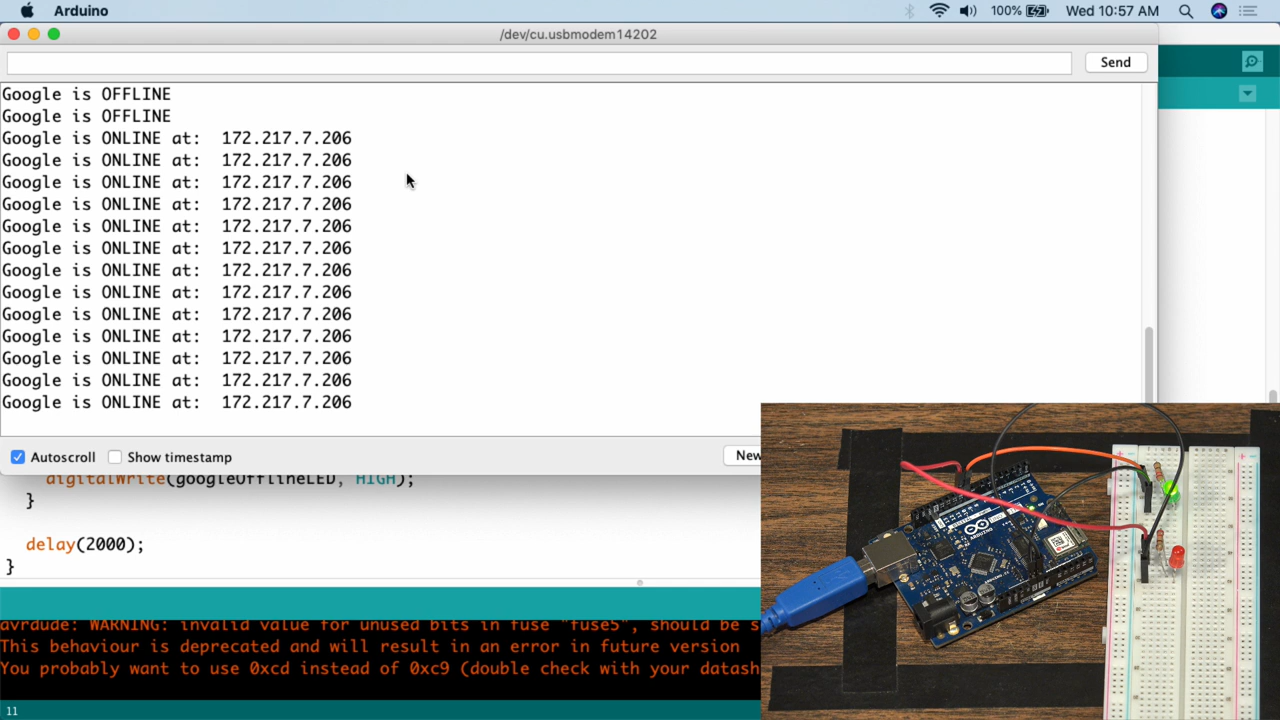 Arduino 100% Wed 10:57 AM
/dev/cu.usbmodem14202
Send
Google is OFFLINE
Google is OFFLINE
Google is ONLINE at: 172.217.7.206
Google is ONLINE at: 172.217.7.206
Google is ONLINE at: 172.217.7.206
Google is ONLINE at: 172.217.7.206
Google is ONLINE at: 172.217.7.206
Google is ONLINE at: 172.217.7.206
Google is ONLINE at: 172.217.7.206
Google is ONLINE at: 172.217.7.206
Google is ONLINE at: 172.217.7.206
Google is ONLINE at: 172.217.7.206
Google is ONLINE at: 172.217.7.206
Google is ONLINE at: 172.217.7.206
Google is ONLINE at: 172.217.7.206
Autoscroll Show timestamp New
digitalWrite(googleOfflineLED, HIGH);
}
delay(2000);
}
avrdude: WARNING: invalid value for unused bits in fuse "fuse5", should be s
This behaviour is deprecated and will result in an error in future version
You probably want to use 0xcd instead of 0xc9 (double check with your datash
11
ARDUINO